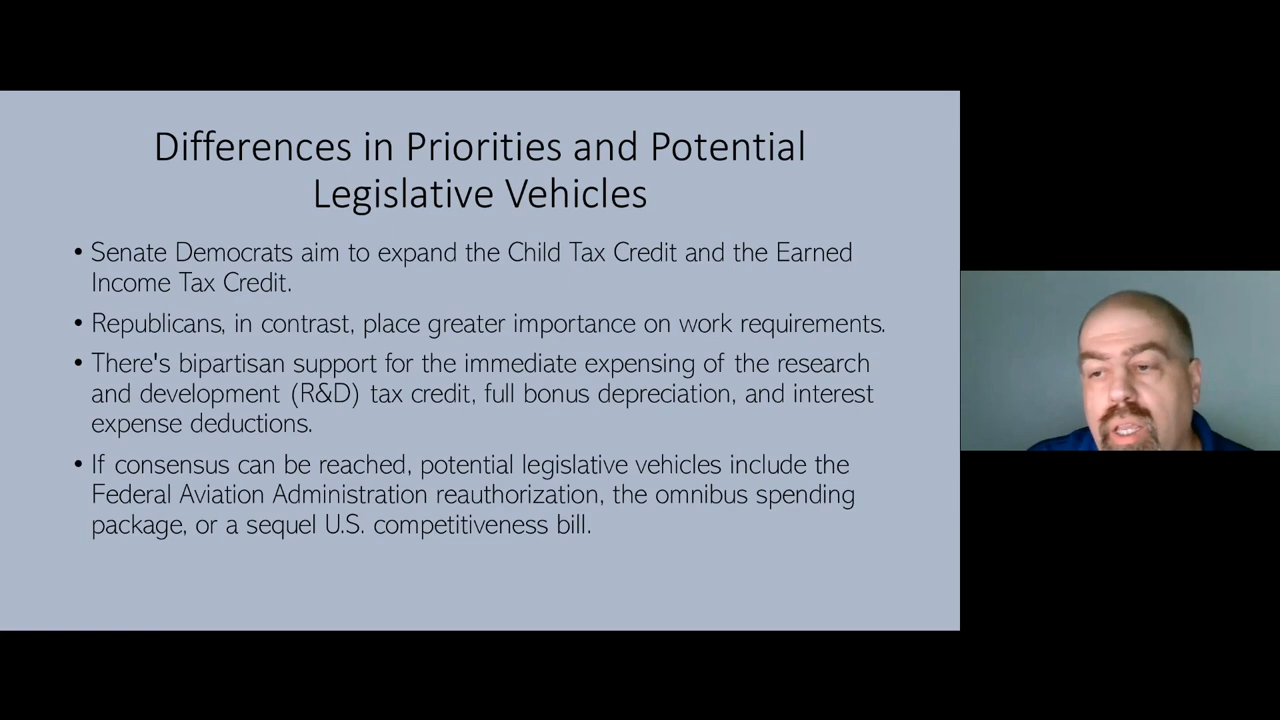 Differences in Priorities and Potential
Legislative Vehicles
• Senate Democrats aim to expand the Child Tax Credit and the Earned
Income Tax Credit.
• Republicans, in contrast, place greater importance on work requirements.
• There's bipartisan support for the immediate expensing of the research
and development (R&D) tax credit, full bonus depreciation, and interest
expense deductions.
• If consensus can be reached, potential legislative vehicles include the
Federal Aviation Administration reauthorization, the omnibus spending
package, or a sequel U.S. competitiveness bill.